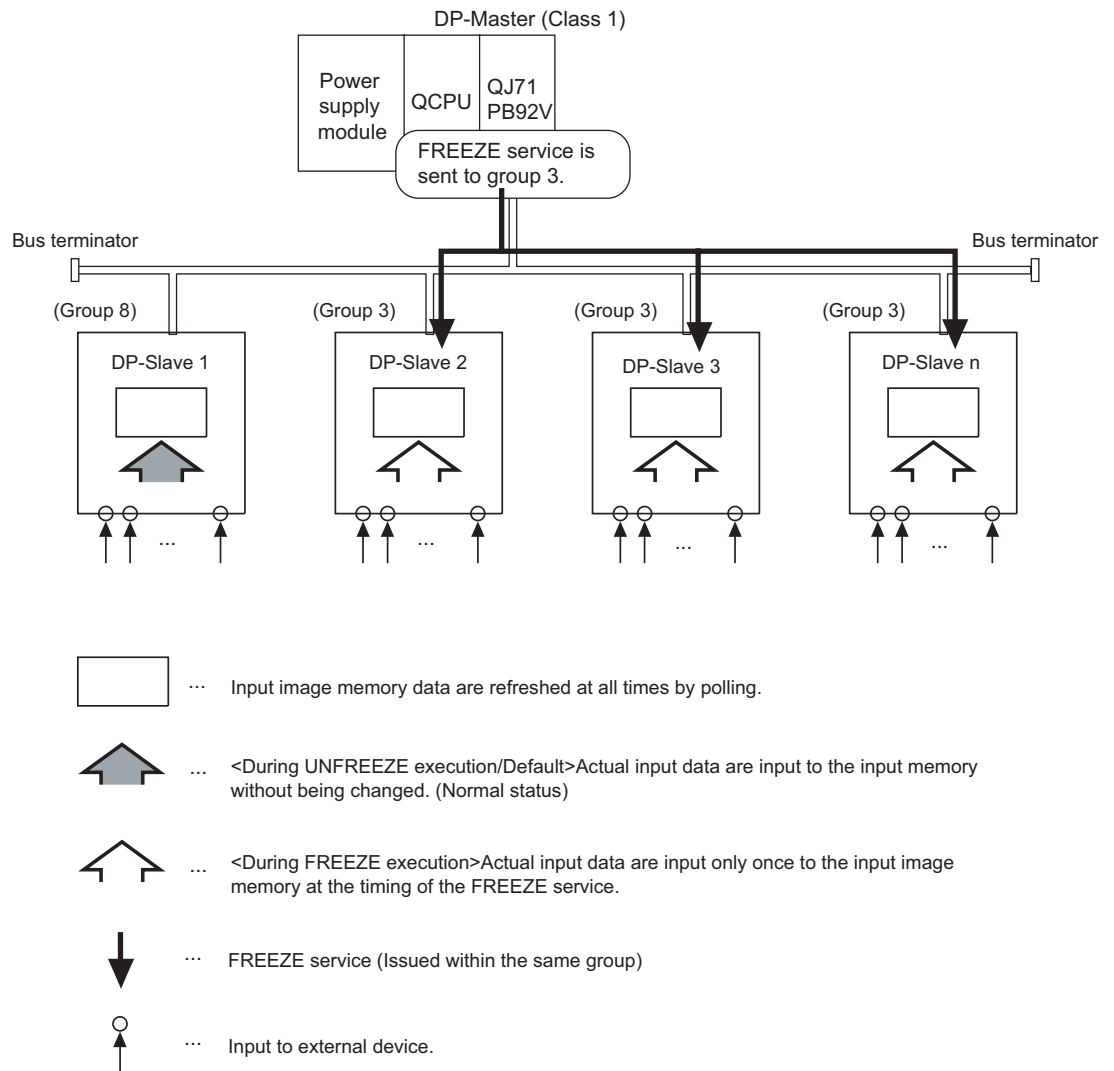 DP-Master (Class 1)
Power
supply
module
QCPU
QJ71
PB92V
FREEZE service is
sent to group 3.
Bus terminator
Bus terminator
(Group 8)
(Group 3)
(Group 3)
(Group 3)
DP-Slave 1
DP-Slave 2
DP-Slave 3
DP-Slave n
...
...
...
...
... Input image memory data are refreshed at all times by polling.
... <During UNFREEZE execution/Default>Actual input data are input to the input memory
without being changed. (Normal status)
... <During FREEZE execution>Actual input data are input only once to the input image
memory at the timing of the FREEZE service.
... FREEZE service (Issued within the same group)
... Input to external device.